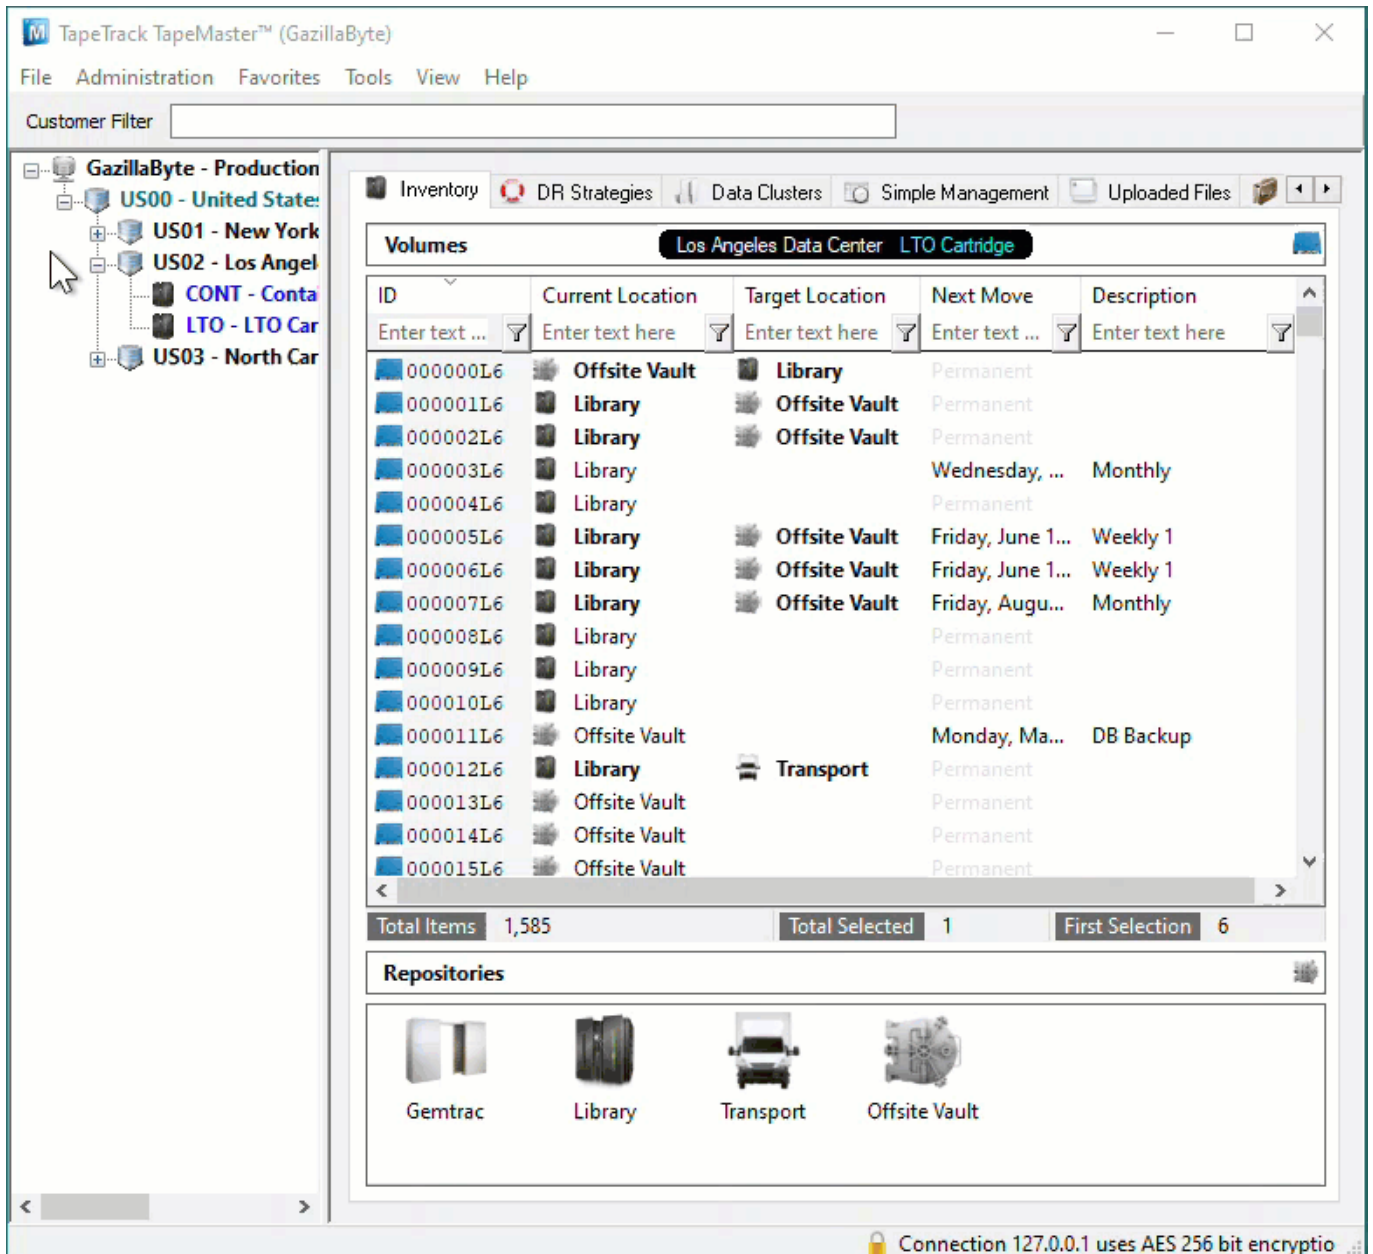 TapeTrack TapeMaster™ (GazillaByte)
File Administration Favorites Tools View Help
Customer Filter
GazillaByte - Production
US00 - United States
US01 - New York
US02 - Los Angel
CONT - Conta
LTO - LTO Car
US03 - North Car
Inventory DR Strategies Data Clusters Simple Management Uploaded Files
Volumes Los Angeles Data Center LTO Cartridge
ID Current Location Target Location Next Move Description
Enter text ... Enter text here Enter text here Enter text ... Enter text here
000000L6 Offsite Vault Library Permanent
000001L6 Library Offsite Vault Permanent
000002L6 Library Offsite Vault Permanent
000003L6 Library Wednesday, ... Monthly
000004L6 Library Permanent
000005L6 Library Offsite Vault Friday, June 1... Weekly 1
000006L6 Library Offsite Vault Friday, June 1... Weekly 1
000007L6 Library Offsite Vault Friday, Augu... Monthly
000008L6 Library Permanent
000009L6 Library Permanent
000010L6 Library Permanent
000011L6 Offsite Vault Monday, Ma... DB Backup
000012L6 Library Transport Permanent
000013L6 Offsite Vault Permanent
000014L6 Offsite Vault Permanent
000015L6 Offsite Vault Permanent
Total Items 1,585 Total Selected 1 First Selection 6
Repositories
Gemtrac Library Transport Offsite Vault
Connection 127.0.0.1 uses AES 256 bit encryptio